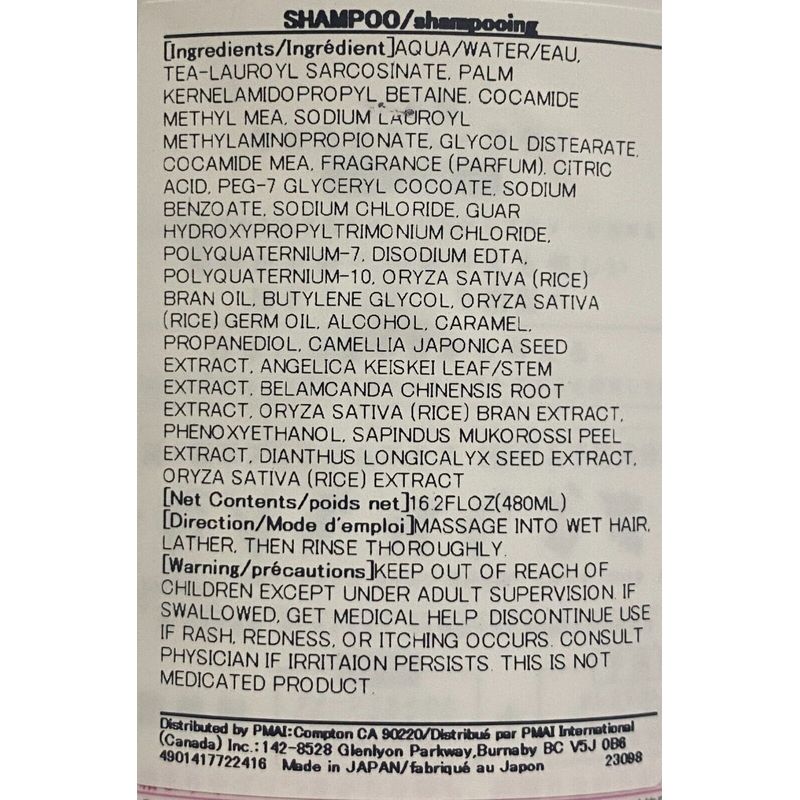 SHAMPOO/shampooing
[Ingredients/Ingrédient]AQUA/WATER/EAU,
TEA-LAUROYL SARCOSINATE, PALM
KERNELAMIDOPROPYL BETAINE, COCAMIDE
METHYL MEA, SODIUM LAUROYL
METHYLAMINOPROPIONATE, GLYCOL DISTEARATE,
COCAMIDE MEA, FRAGRANCE (PARFUM), CITRIC
ACID, PEG-7 GLYCERYL COCOATE, SODIUM
BENZOATE, SODIUM CHLORIDE, GUAR
HYDROXYPROPYLTRIMONIUM CHLORIDE,
POLYQUATERNIUM-7, DISODIUM EDTA,
POLYQUATERNIUM-10, ORYZA SATIVA (RICE)
BRAN OIL, BUTYLENE GLYCOL, ORYZA SATIVA
(RICE) GERM OIL, ALCOHOL, CARAMEL,
PROPANEDIOL, CAMELLIA JAPONICA SEED
EXTRACT, ANGELICA KEISKEI LEAF/STEM
EXTRACT, BELAMCANDA CHINENSIS ROOT
EXTRACT, ORYZA SATIVA (RICE) BRAN EXTRACT,
PHENOXYETHANOL, SAPINDUS MUKOROSSI PEEL
EXTRACT, DIANTHUS LONGICALYX SEED EXTRACT,
ORYZA SATIVA (RICE) EXTRACT
[Net Contents/poids net]16.2FLOZ(480ML)
[Direction/Mode d'emploi]MASSAGE INTO WET HAIR,
LATHER, THEN RINSE THOROUGHLY.
[Warning/précautions]KEEP OUT OF REACH OF
CHILDREN EXCEPT UNDER ADULT SUPERVISION. IF
SWALLOWED, GET MEDICAL HELP. DISCONTINUE USE
IF RASH, REDNESS, OR ITCHING OCCURS. CONSULT
PHYSICIAN IF IRRITAION PERSISTS. THIS IS NOT
MEDICATED PRODUCT.
Distributed by PMAI:Compton CA 90220/Distribué par PMAI International
(Canada) Inc.:142-8528 Glenlyon Parkway,Burnaby BC V5J 0B6
4901417722416 Made in JAPAN/fabriqué au Japon 23098